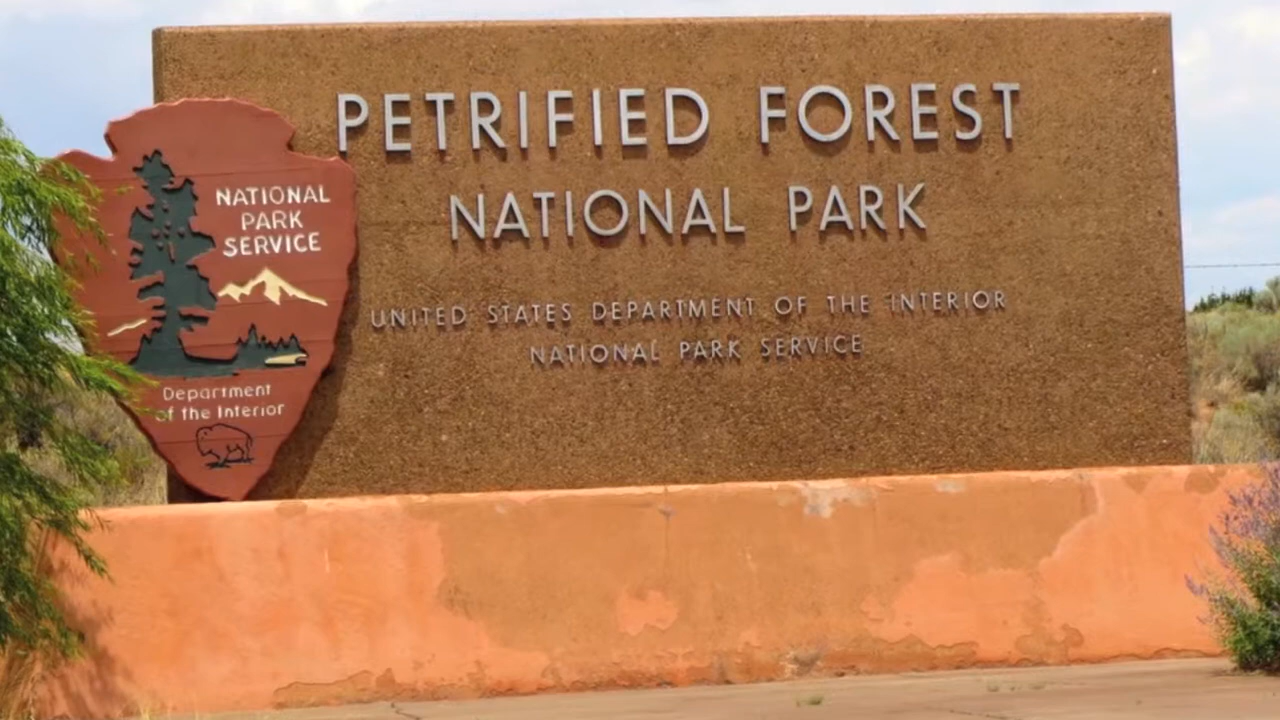 PETRIFIED FOREST
NATIONAL PARK
UNITED STATES DEPARTMENT OF THE INTERIOR
NATIONAL PARK SERVICE
NATIONAL
PARK
SERVICE
Department
of the Interior